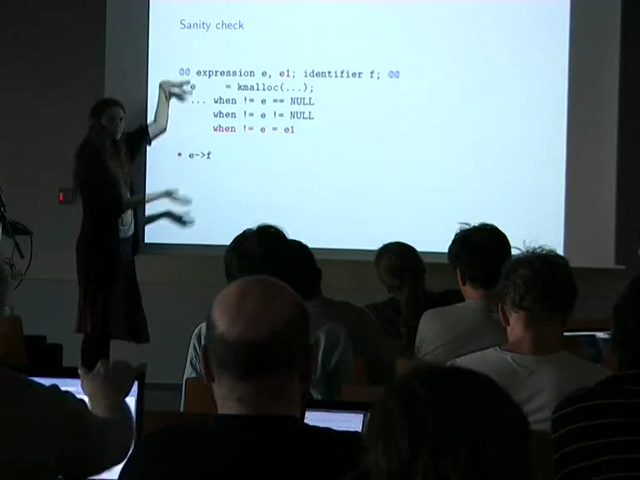 Sanity check
@@ expression e, e1; identifier f; @@
e = kmalloc(...);
... when != e == NULL
when != e != NULL
when != e = e1
* e->f